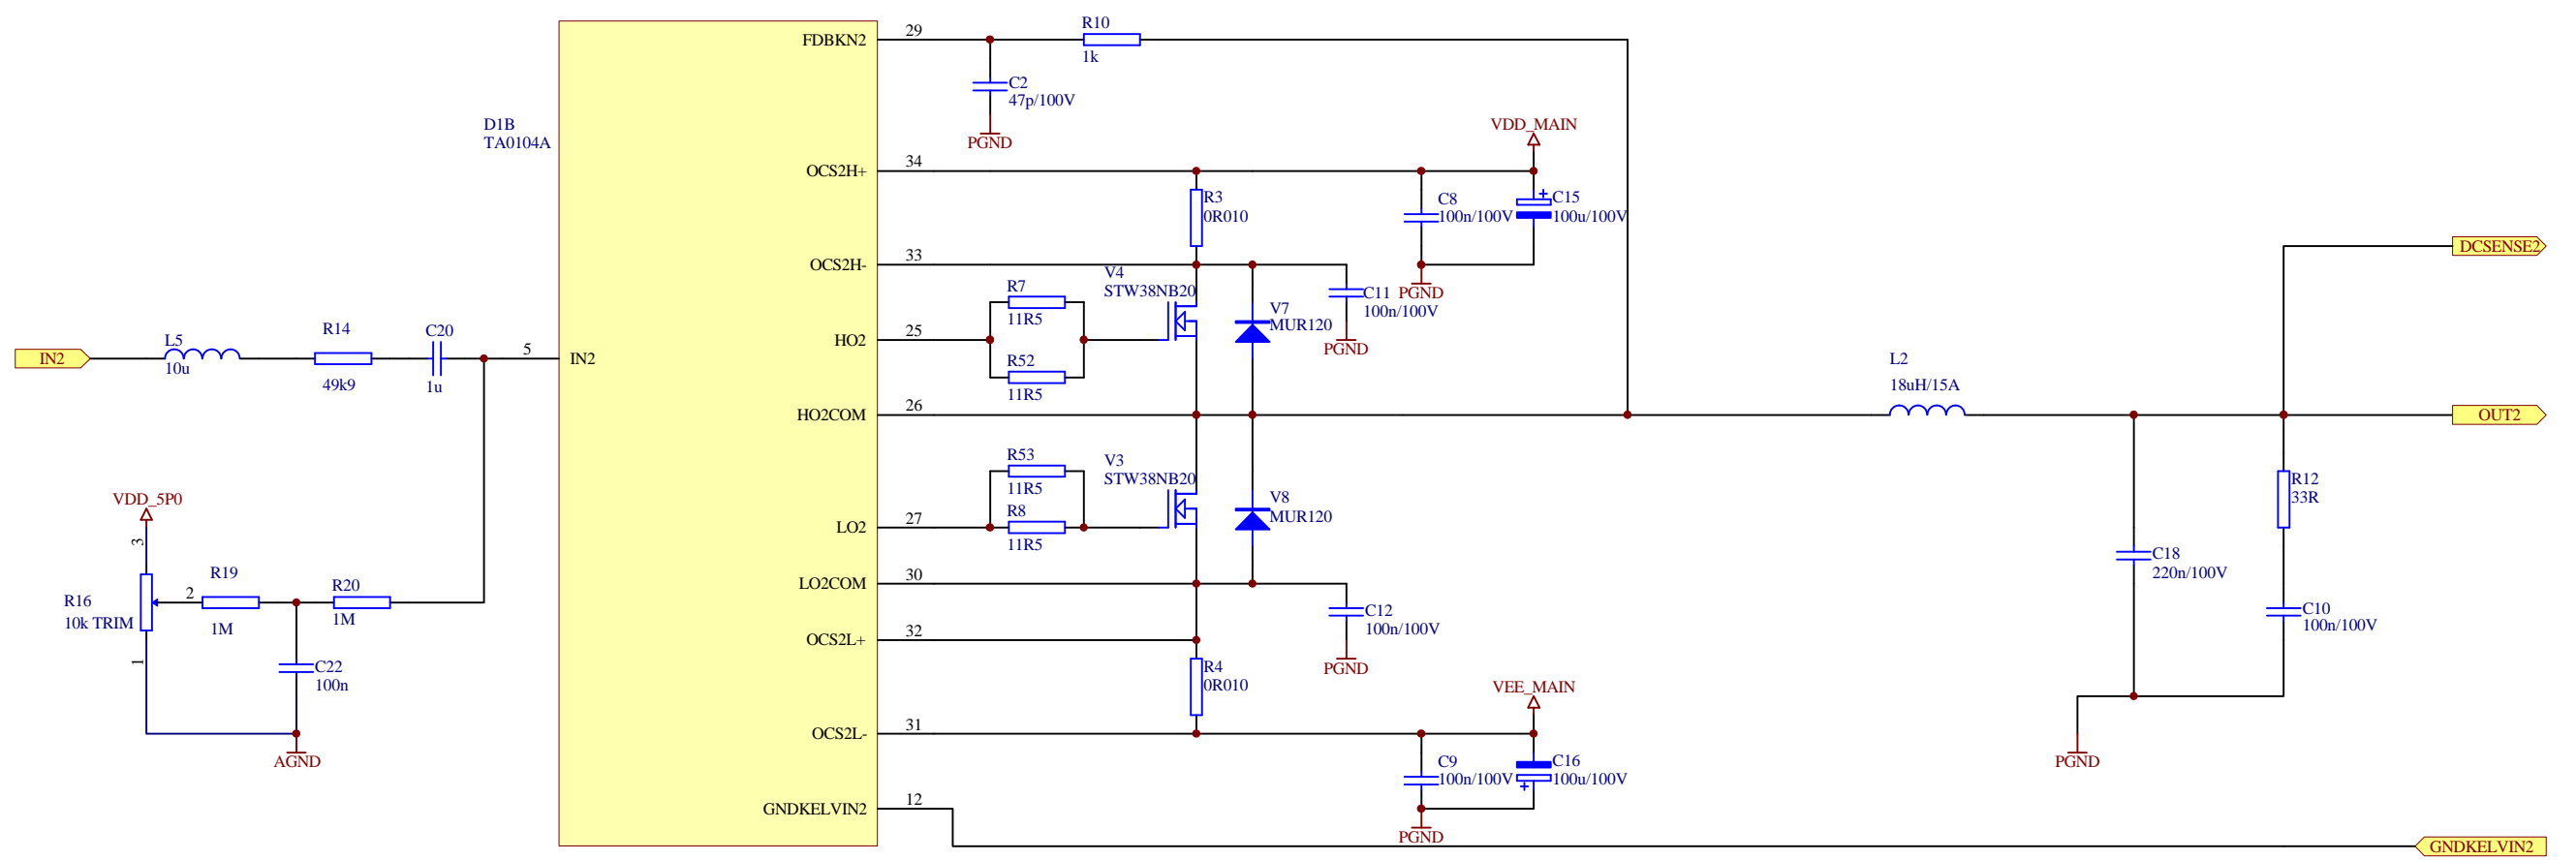 FDBKN2
29
R10
1k
C2
47p/100V
PGND
D1B
TA0104A
VDD_MAIN
OCS2H+
34
R3
0R010
C8
100n/100V
C15
100u/100V
PGND
OCS2H-
33
V4
STW38NB20
R7
11R5
C11
100n/100V
PGND
V7
MUR120
HO2
25
R52
11R5
DCSENSE2
IN2
L5
10u
R14
49k9
C20
1u
5
IN2
HO2COM
26
L2
18uH/15A
OUT2
R53
11R5
V3
STW38NB20
R8
11R5
V8
MUR120
LO2
27
R12
33R
C18
220n/100V
C10
100n/100V
PGND
VDD_5P0
3
R16
10k TRIM
2
1
R19
1M
R20
1M
C22
100n
AGND
LO2COM
30
C12
100n/100V
PGND
OCS2L+
32
R4
0R010
VEE_MAIN
OCS2L-
31
C9
100n/100V
C16
100u/100V
PGND
GNDKELVIN2
12
GNDKELVIN2